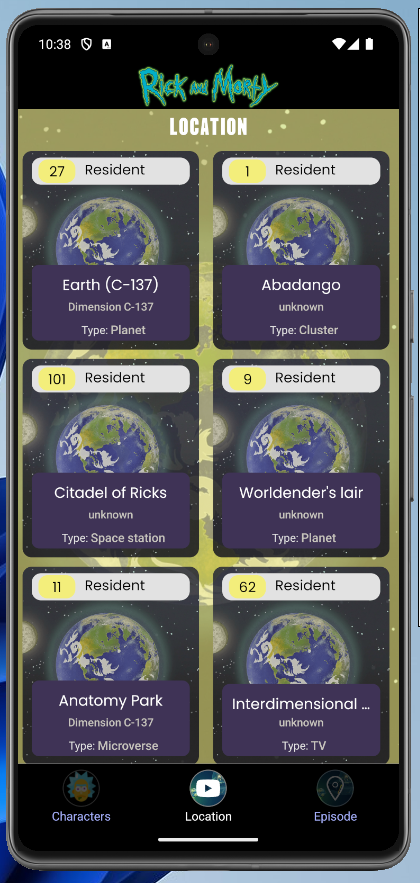 10:38
A
Rick and Morty
LOCATION
27 Resident
1 Resident
Earth (C-137)
Dimension C-137
Type: Planet
Abadango
unknown
Type: Cluster
101 Resident
9 Resident
Citadel of Ricks
unknown
Type: Space station
Worldender's lair
unknown
Type: Planet
11 Resident
62 Resident
Anatomy Park
Dimension C-137
Type: Microverse
Interdimensional ...
unknown
Type: TV
Characters
Location
Episode